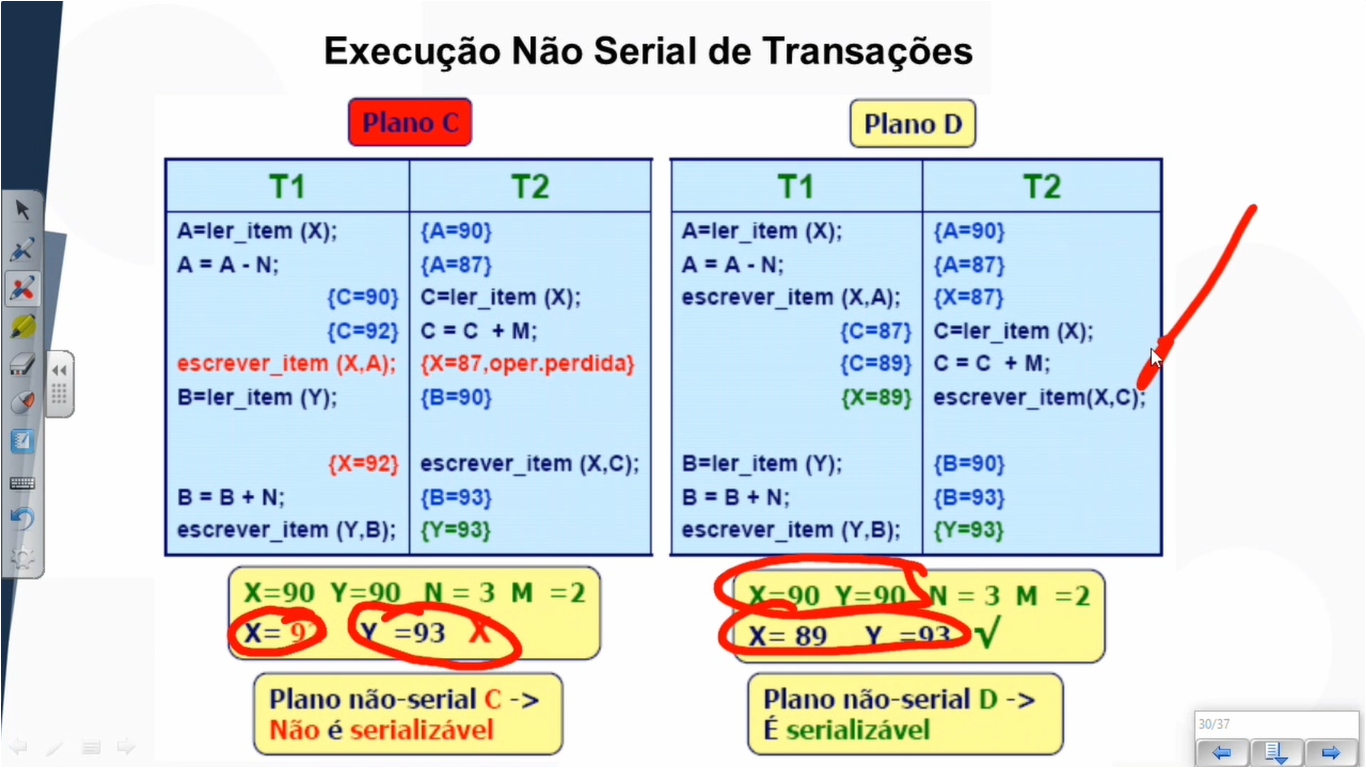 Execução Não Serial de Transações
Plano C
T1 T2
A=ler_item (X); {A=90}
A = A - N; {A=87}
{C=90} C=ler_item (X);
{C=92} C = C + M;
escrever_item (X,A); {X=87,oper.perdida}
B=ler_item (Y); {B=90}
{X=92} escrever_item (X,C);
B = B + N; {B=93}
escrever_item (Y,B); {Y=93}
X=90 Y=90 N = 3 M =2
X= Y =93 X
Plano não-serial C ->
Não é serializável
Plano D
T1 T2
A=ler_item (X); {A=90}
A = A - N; {A=87}
escrever_item (X,A); {X=87}
{C=87} C=ler_item (X);
{C=89} C = C + M;
{X=89} escrever_item(X,C);
B=ler_item (Y); {B=90}
B = B + N; {B=93}
escrever_item (Y,B); {Y=93}
X=90 Y=90 N = 3 M =2
X= 89 Y =93 √
Plano não-serial D ->
É serializável
30/37